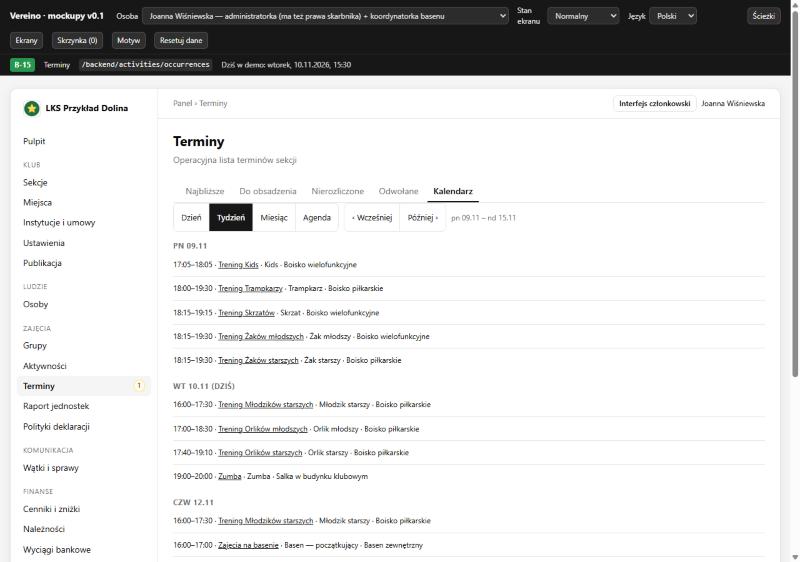 Vereino · mockupy v0.1
Osoba
Joanna Wiśniewska — administratorka (ma też prawa skarbnika) + koordynatorka basenu
Stan ekranu
Normalny
Język
Polski
Ścieżki
Ekrany
Skrzynka (0)
Motyw
Resetuj dane
B-15
Terminy
/backend/activities/occurrences
Dziś w demo: wtorek, 10.11.2026, 15:30
LKS Przykład Dolina
Pulpit
KLUB
Sekcje
Miejsca
Instytucje i umowy
Ustawienia
Publikacja
LUDZIE
Osoby
ZAJĘCIA
Grupy
Aktywności
Terminy
1
Raport jednostek
Polityki deklaracji
KOMUNIKACJA
Wątki i sprawy
FINANSE
Cenniki i zniżki
Należności
Wyciągi bankowe
Panel › Terminy
Interfejs członkowski
Joanna Wiśniewska
Terminy
Operacyjna lista terminów sekcji
Najbliższe
Do obsadzenia
Nierozliczone
Odwołane
Kalendarz
Dzień
Tydzień
Miesiąc
Agenda
‹ Wcześniej
Później ›
pn 09.11 – nd 15.11
PN 09.11
17:05–18:05 · Trening Kids · Kids · Boisko wielofunkcyjne
18:00–19:30 · Trening Trampkarzy · Trampkarz · Boisko piłkarskie
18:15–19:15 · Trening Skrzatów · Skrzat · Boisko wielofunkcyjne
18:15–19:30 · Trening Żaków młodszych · Żak młodszy · Boisko wielofunkcyjne
18:15–19:30 · Trening Żaków starszych · Żak starszy · Boisko piłkarskie
WT 10.11 (DZIŚ)
16:00–17:30 · Trening Młodzików starszych · Młodzik starszy · Boisko piłkarskie
17:00–18:30 · Trening Orlików młodszych · Orlik młodszy · Boisko piłkarskie
17:40–19:10 · Trening Orlików starszych · Orlik starszy · Boisko piłkarskie
19:00–20:00 · Zumba · Zumba · Salka w budynku klubowym
CZW 12.11
16:00–17:30 · Trening Młodzików starszych · Młodzik starszy · Boisko piłkarskie
16:00–17:00 · Zajęcia na basenie · Basen — początkujący · Basen zewnętrzny